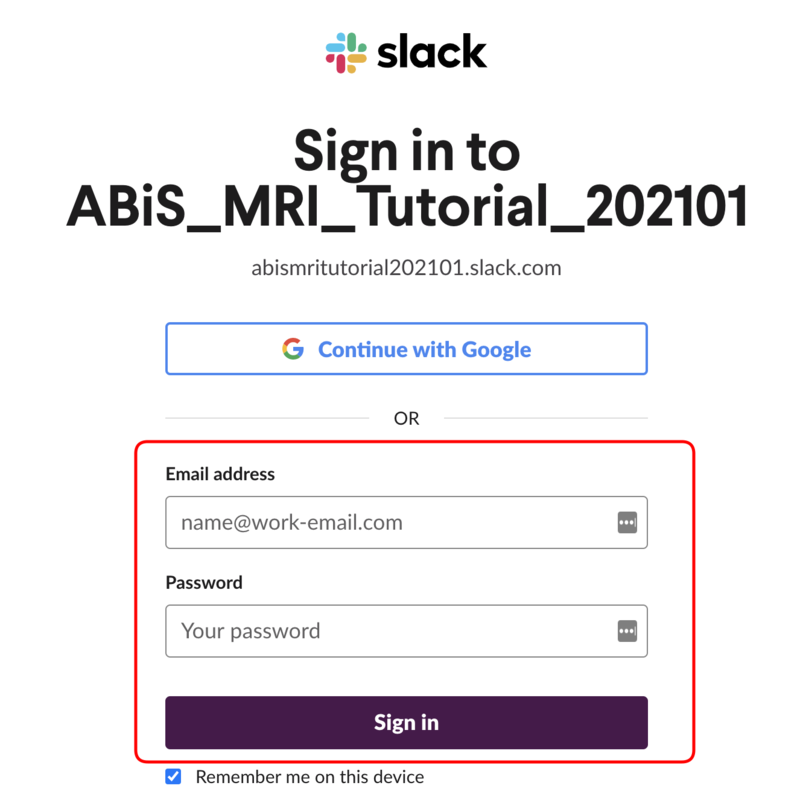 slack
Sign in to
ABiS_MRI_Tutorial_202101
abismritutorial202101.slack.com
Continue with Google
OR
Email address
name@work-email.com
Password
Your password
Sign in
Remember me on this device